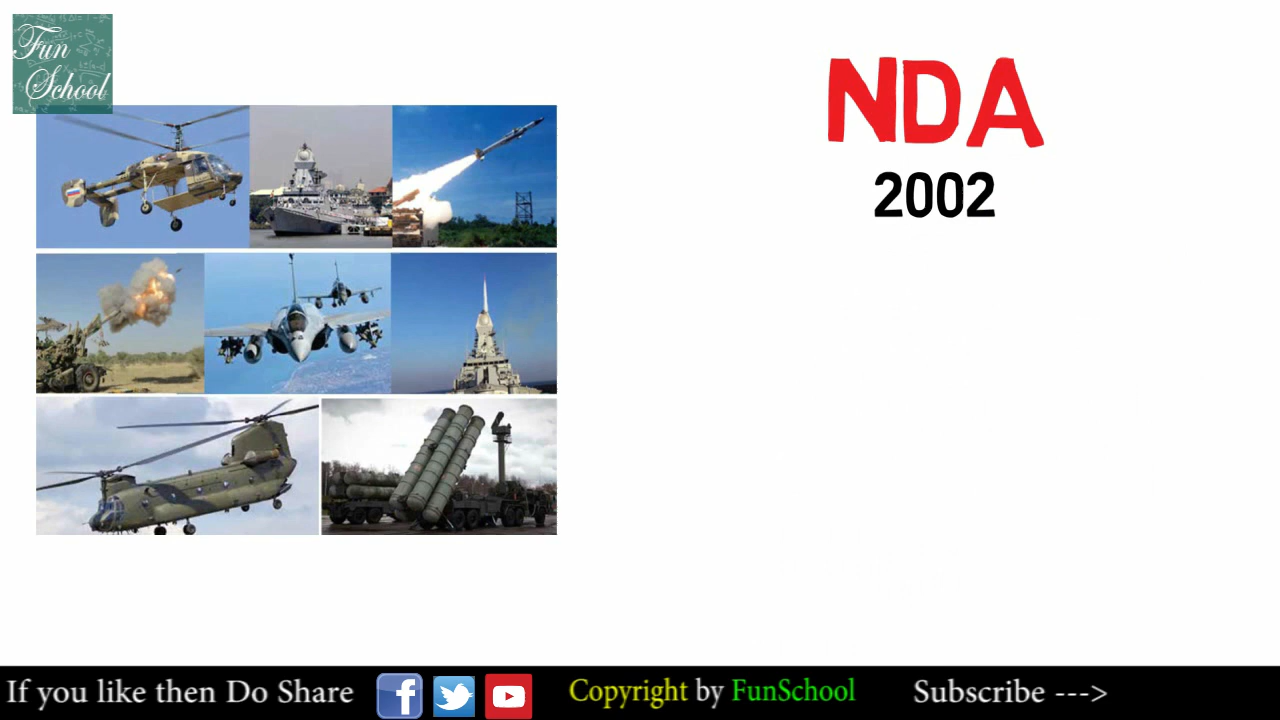 Fun
School
NDA
2002
If you like then Do Share
Copyright by FunSchool
Subscribe --->